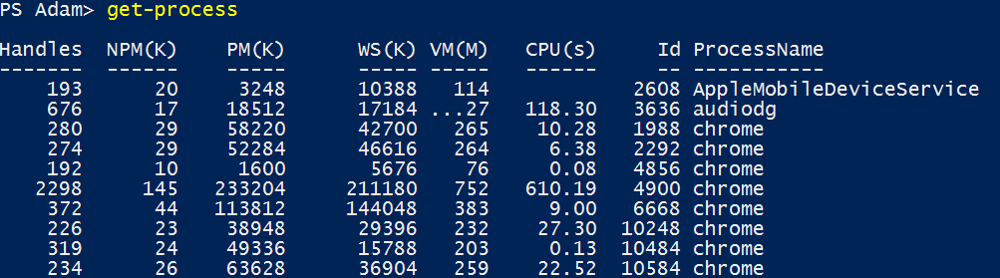 PS Adam> get-process
Handles NPM(K) PM(K) WS(K) VM(M) CPU(s) Id ProcessName
------- ------ ----- ----- ----- ------ -- -----------
193 20 3248 10388 114 2608 AppleMobileDeviceService
676 17 18512 17184 ...27 118.30 3636 audiodg
280 29 58220 42700 265 10.28 1988 chrome
274 29 52284 46616 264 6.38 2292 chrome
192 10 1600 5676 76 0.08 4856 chrome
2298 145 233204 211180 752 610.19 4900 chrome
372 44 113812 144048 383 9.00 6668 chrome
226 23 38948 29396 232 27.30 10248 chrome
319 24 49336 15788 203 0.13 10484 chrome
234 26 63628 36904 259 22.52 10584 chrome